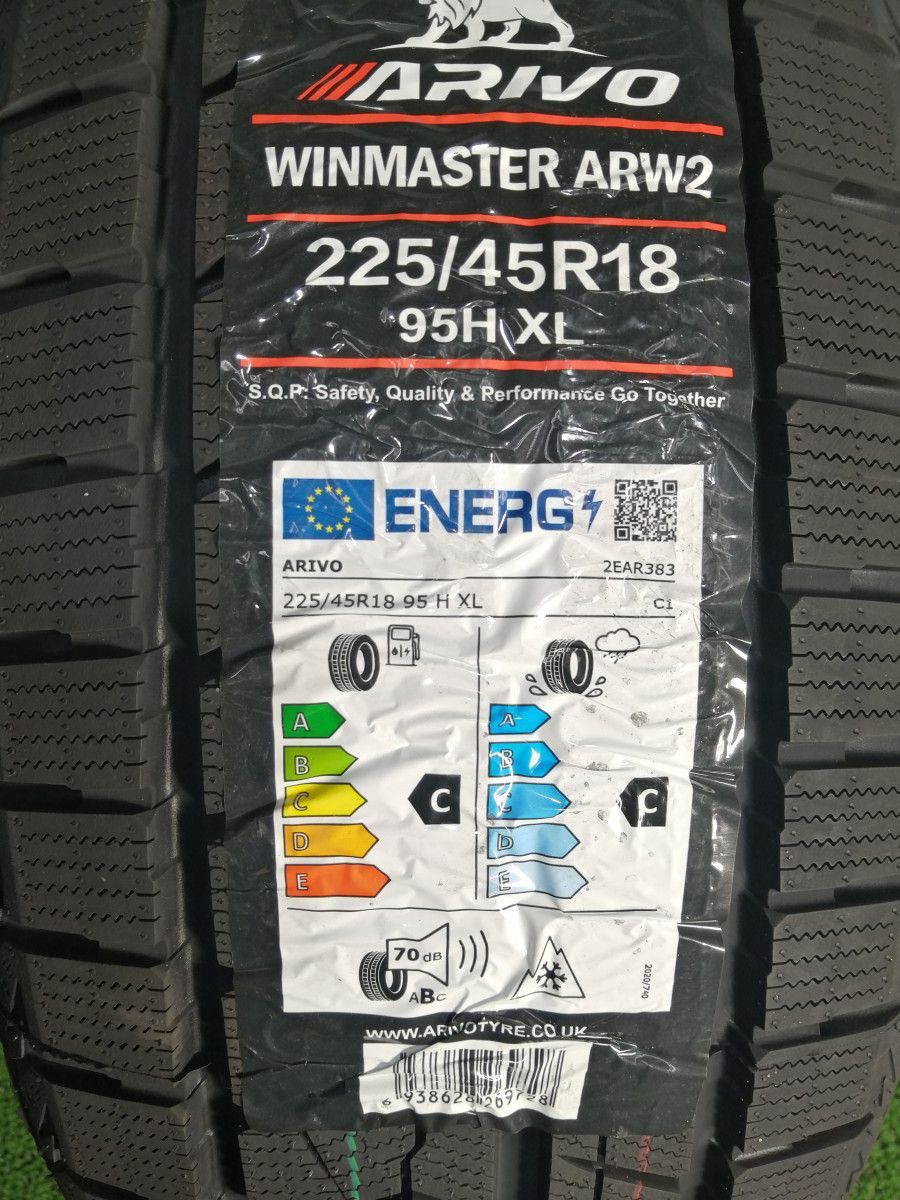 ARIVO
WINMASTER ARW2
225/45R18
95H XL
S.Q.P: Safety, Quality & Performance Go Together
ENERG
ARIVO 2EAR383
225/45R18 95 H XL C1
A A
B B
C C C C
D D
E E
70 dB
ABC
2020/740
WWW.ARIVOTYRE.CO.UK